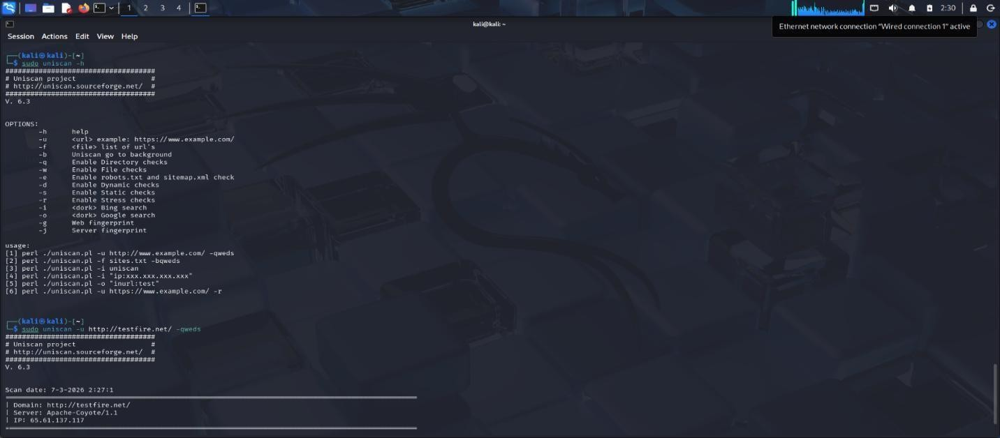 1 2 3 4 2:30
kali@kali: ~
Ethernet network connection "Wired connection 1" active
Session Actions Edit View Help
┌──(kali㉿kali)-[~]
└─$ sudo uniscan -h
####################################
# Uniscan project                  #
# http://uniscan.sourceforge.net/  #
####################################
V. 6.3
OPTIONS:
-h help
-u <url> example: https://www.example.com/
-f <file> list of url's
-b Uniscan go to background
-q Enable Directory checks
-w Enable File checks
-e Enable robots.txt and sitemap.xml check
-d Enable Dynamic checks
-s Enable Static checks
-r Enable Stress checks
-i <dork> Bing search
-o <dork> Google search
-g Web fingerprint
-j Server fingerprint
usage:
[1] perl ./uniscan.pl -u http://www.example.com/ -qweds
[2] perl ./uniscan.pl -f sites.txt -bqweds
[3] perl ./uniscan.pl -i uniscan
[4] perl ./uniscan.pl -i "ip:xxx.xxx.xxx.xxx"
[5] perl ./uniscan.pl -o "inurl:test"
[6] perl ./uniscan.pl -u https://www.example.com/ -r
┌──(kali㉿kali)-[~]
└─$ sudo uniscan -u http://testfire.net/ -qweds
####################################
# Uniscan project                  #
# http://uniscan.sourceforge.net/  #
####################################
V. 6.3
Scan date: 7-3-2026 2:27:1
| Domain: http://testfire.net/
| Server: Apache-Coyote/1.1
| IP: 65.61.137.117